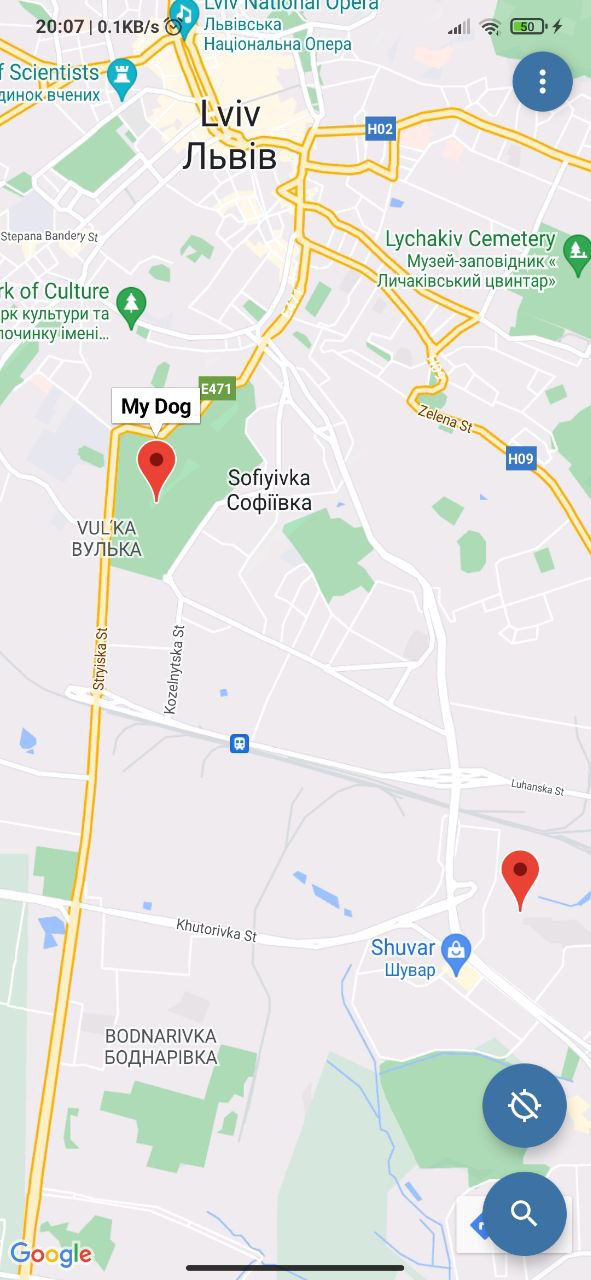 20:07 | 0.1KB/s
50
Lviv National Opera
Львівська
Національна Опера
f Scientists
динок вчених
Lviv
Львів
H02
Stepana Bandery St
Lychakiv Cemetery
Музей-заповідник «
Личаківський цвинтар»
rk of Culture
рк культури та
починку імені...
E471
My Dog
Zelena St
H09
Sofiyivka
Софіївка
VUL'KA
ВУЛЬКА
Stryiska St
Kozelnytska St
Luhanska St
Khutorivka St
Shuvar
Шувар
BODNARIVKA
БОДНАРІВКА
Google